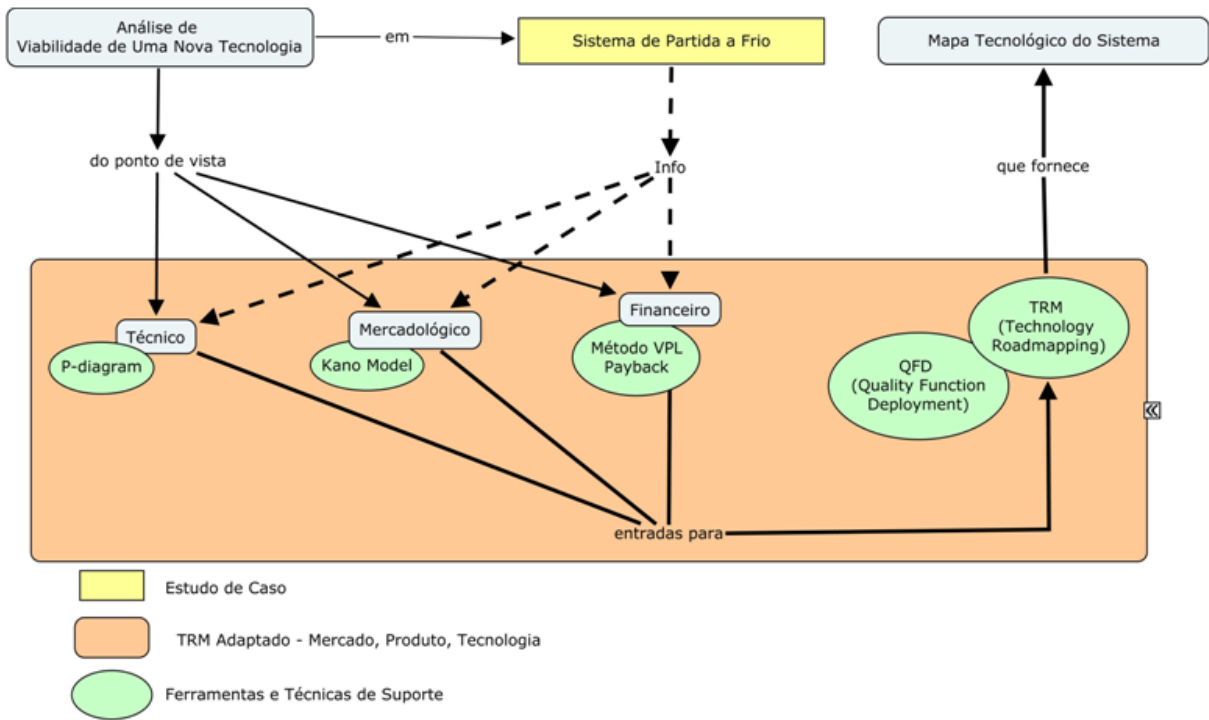 Análise de
Viabilidade de Uma Nova Tecnologia
em
Sistema de Partida a Frio
Mapa Tecnológico do Sistema
do ponto de vista
Info
que fornece
Técnico
P-diagram
Mercadológico
Kano Model
Financeiro
Método VPL
Payback
QFD
(Quality Function
Deployment)
TRM
(Technology
Roadmapping)
entradas para
Estudo de Caso
TRM Adaptado - Mercado, Produto, Tecnologia
Ferramentas e Técnicas de Suporte